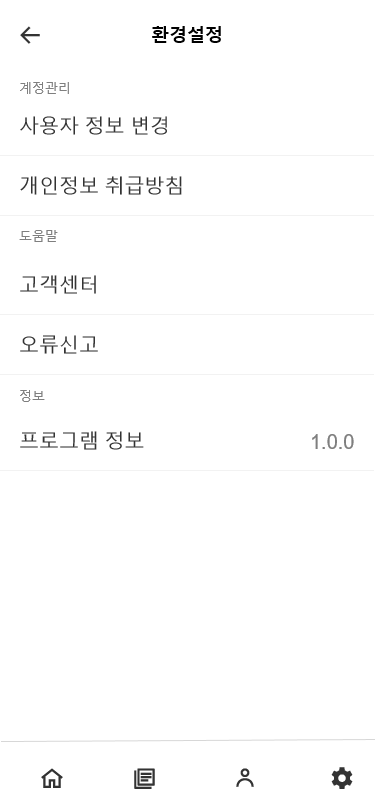 환경설정
계정관리
사용자 정보 변경
개인정보 취급방침
도움말
고객센터
오류신고
정보
프로그램 정보 1.0.0